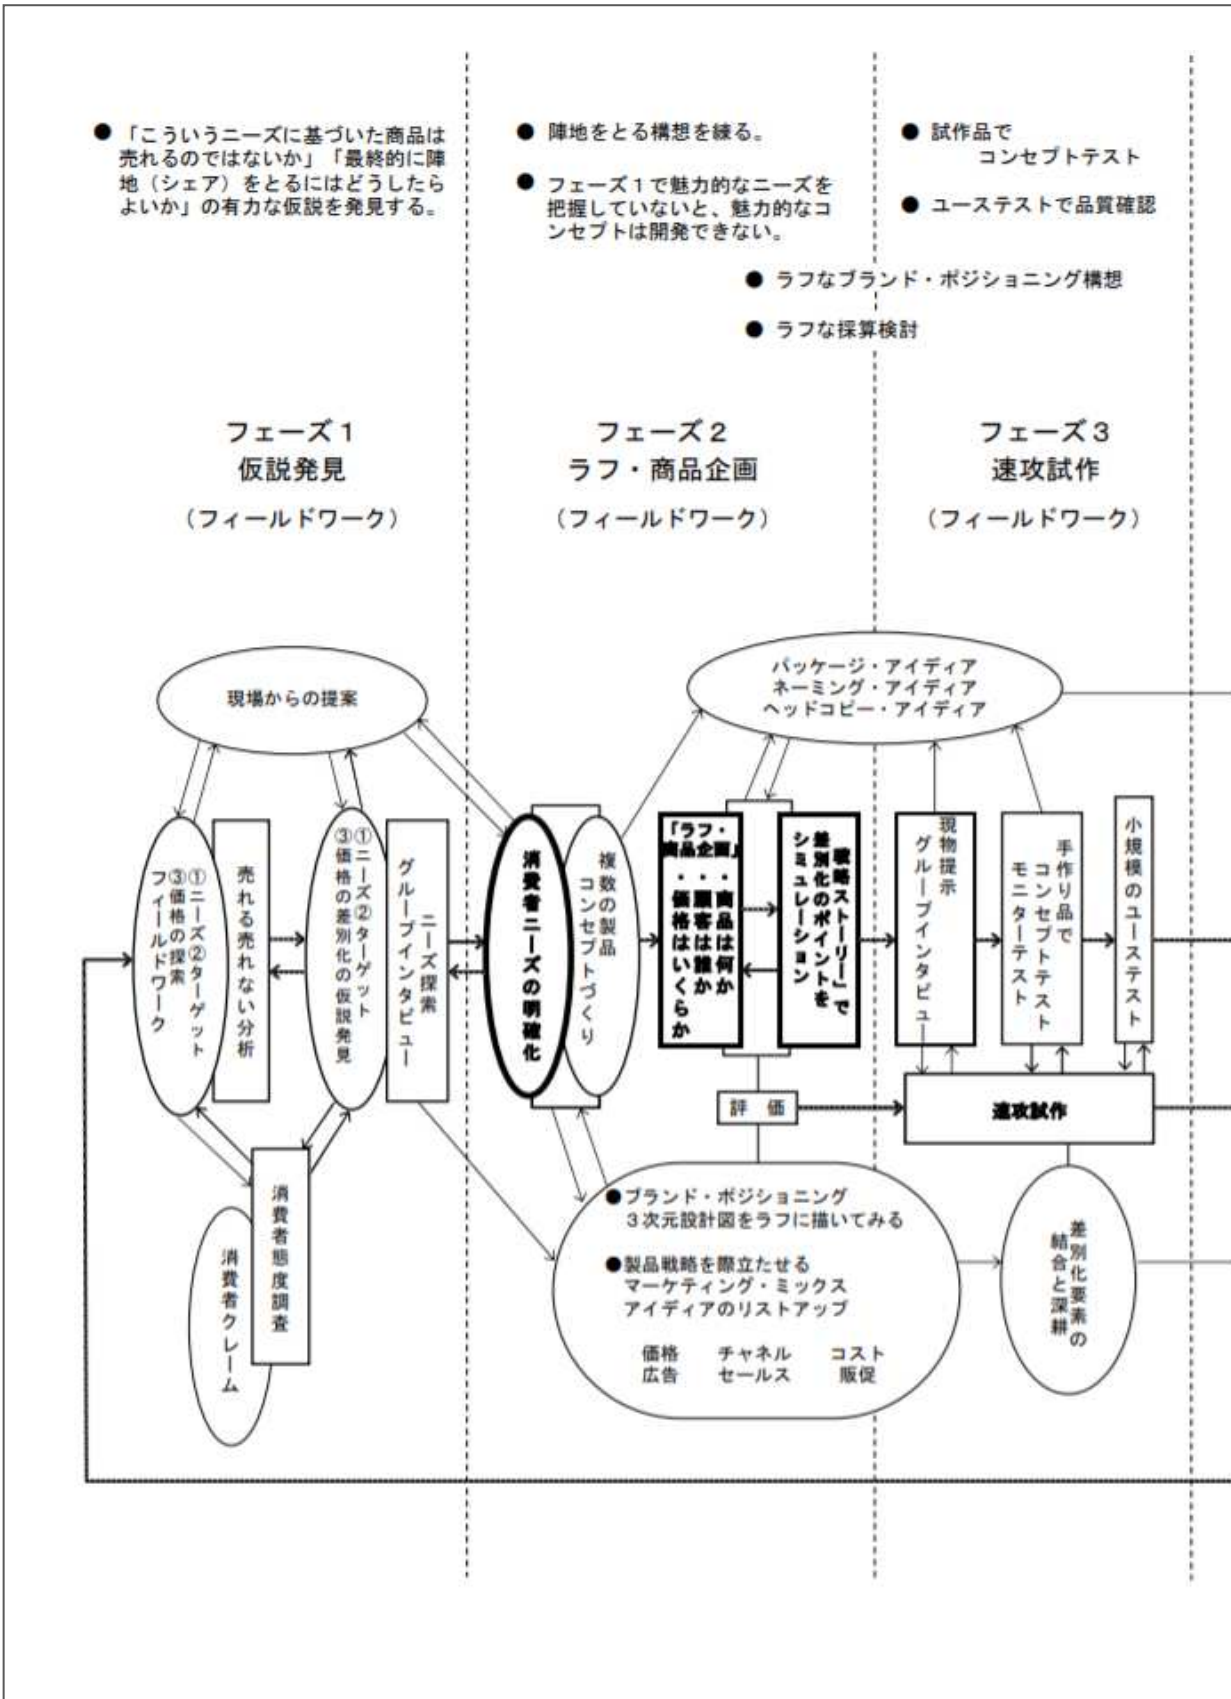 ● 「こういうニーズに基づいた商品は
売れるのではないか」「最終的に陣
地（シェア）をとるにはどうしたら
よいか」の有力な仮説を発見する。
● 陣地をとる構想を練る。
● フェーズ１で魅力的なニーズを
把握していないと、魅力的なコ
ンセプトは開発できない。
● 試作品で
コンセプトテスト
● ユーステストで品質確認
● ラフなブランド・ポジショニング構想
● ラフな採算検討
フェーズ１
仮説発見
（フィールドワーク）
フェーズ２
ラフ・商品企画
（フィールドワーク）
フェーズ３
速攻試作
（フィールドワーク）
現場からの提案
パッケージ・アイディア
ネーミング・アイディア
ヘッドコピー・アイディア
①ニーズ②ターゲット
③価格の探索
フィールドワーク
売れる売れない分析
①ニーズ②ターゲット
③価格の差別化の仮説発見
ニーズ探索
グループインタビュー
消費者ニーズの明確化
複数の製品
コンセプトづくり
「ラフ・
商品企画」
・商品は何か
・顧客は誰か
・価格はいくらか
戦略ストーリー」で
差別化のポイントを
シミュレーション
現物提示
グループインタビュー
手作り品で
コンセプトテスト
モニターテスト
小規模のユーステスト
評 価
速攻試作
消費者態度調査
消費者クレーム
●ブランド・ポジショニング
３次元設計図をラフに描いてみる
●製品戦略を際立たせる
マーケティング・ミックス
アイディアのリストアップ
価格 チャネル コスト
広告 セールス 販促
差別化要素の
結合と深耕